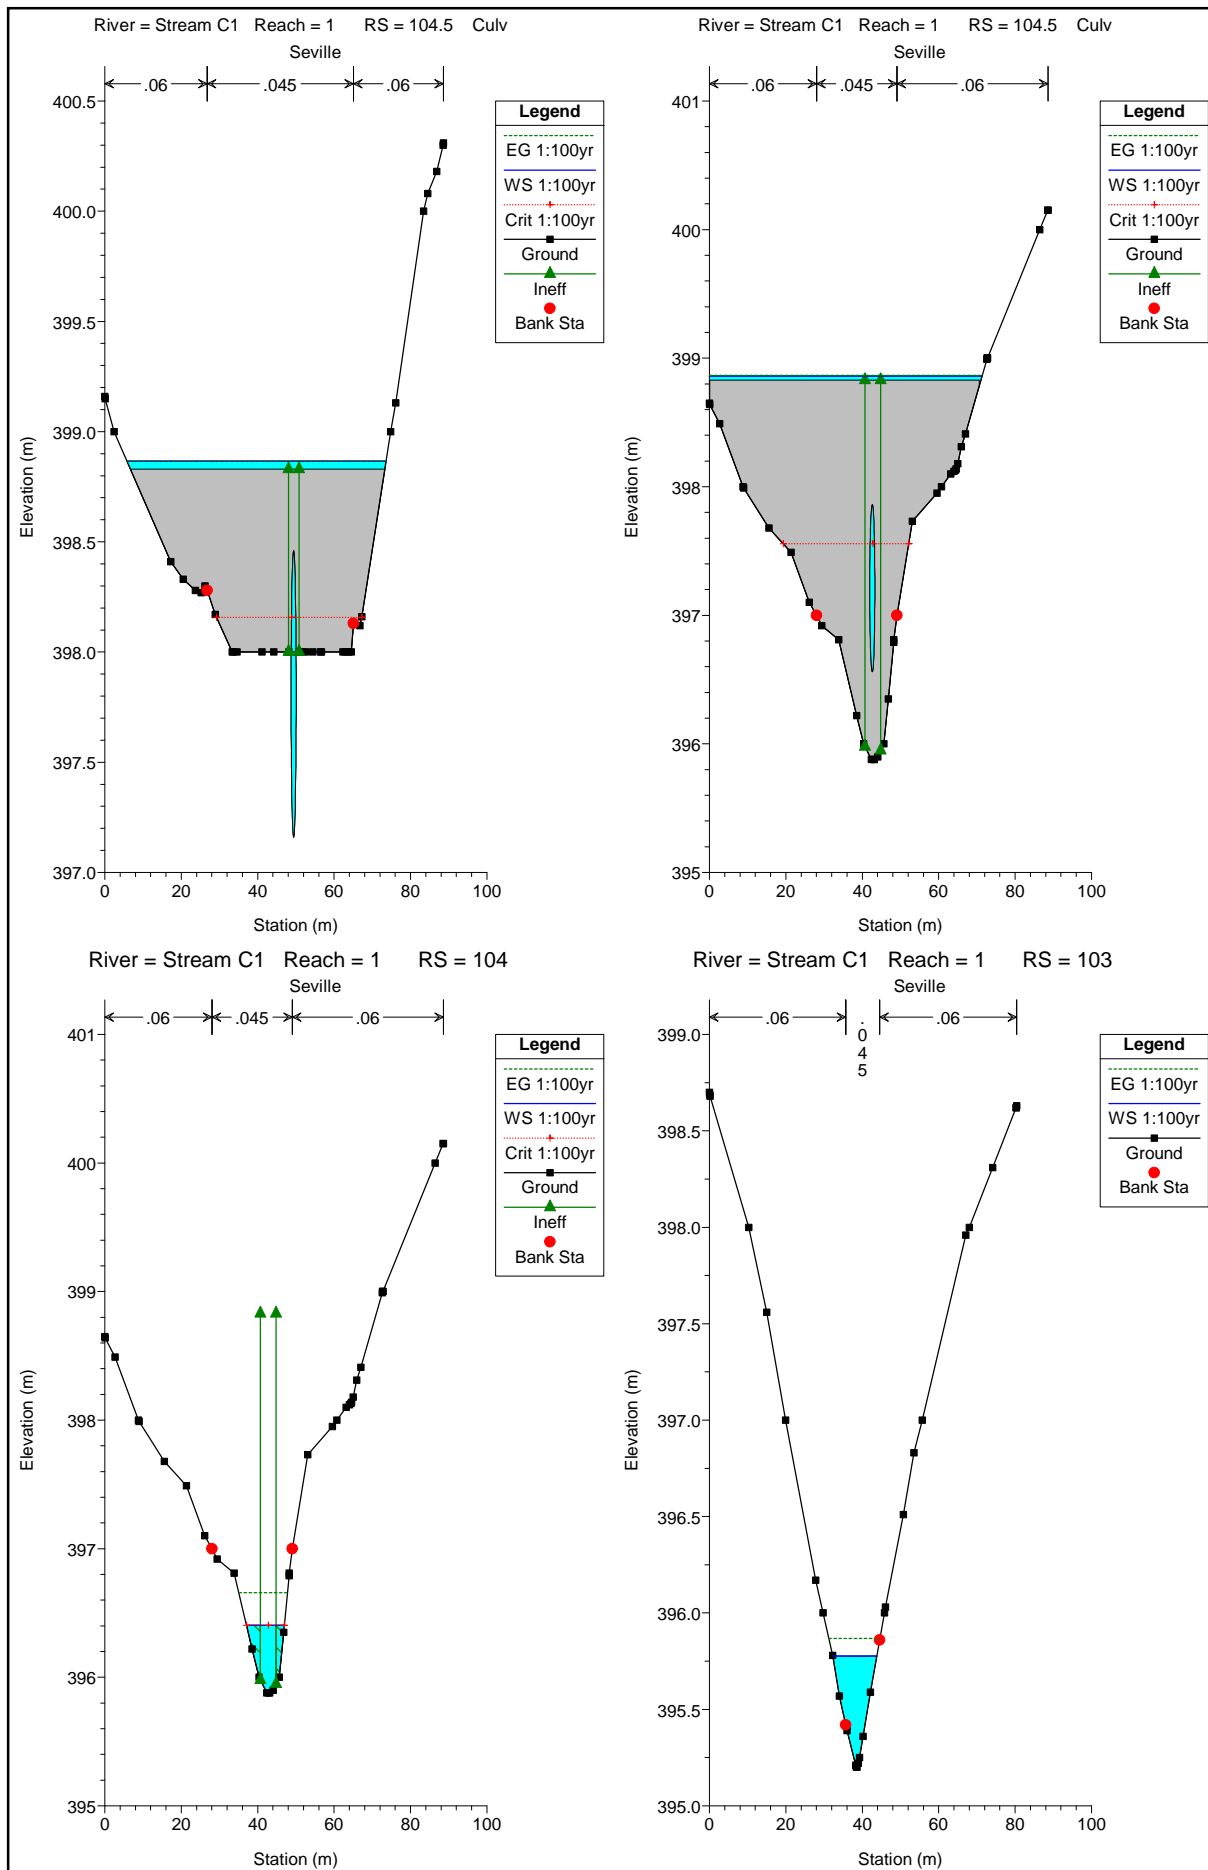 River = Stream C1 Reach = 1 RS = 104.5 Culv
Seville
.06 .045 .06
400.5
400.0
399.5
399.0
398.5
398.0
397.5
397.0
Elevation (m)
0 20 40 60 80 100
Station (m)
Legend
EG 1:100yr
WS 1:100yr
Crit 1:100yr
Ground
Ineff
Bank Sta
River = Stream C1 Reach = 1 RS = 104.5 Culv
Seville
.06 .045 .06
401
400
399
398
397
396
395
Elevation (m)
0 20 40 60 80 100
Station (m)
Legend
EG 1:100yr
WS 1:100yr
Crit 1:100yr
Ground
Ineff
Bank Sta
River = Stream C1 Reach = 1 RS = 104
Seville
.06 .045 .06
401
400
399
398
397
396
395
Elevation (m)
0 20 40 60 80 100
Station (m)
Legend
EG 1:100yr
WS 1:100yr
Crit 1:100yr
Ground
Ineff
Bank Sta
River = Stream C1 Reach = 1 RS = 103
Seville
.06 .045 .06
399.0
398.5
398.0
397.5
397.0
396.5
396.0
395.5
395.0
Elevation (m)
0 20 40 60 80 100
Station (m)
Legend
EG 1:100yr
WS 1:100yr
Ground
Bank Sta